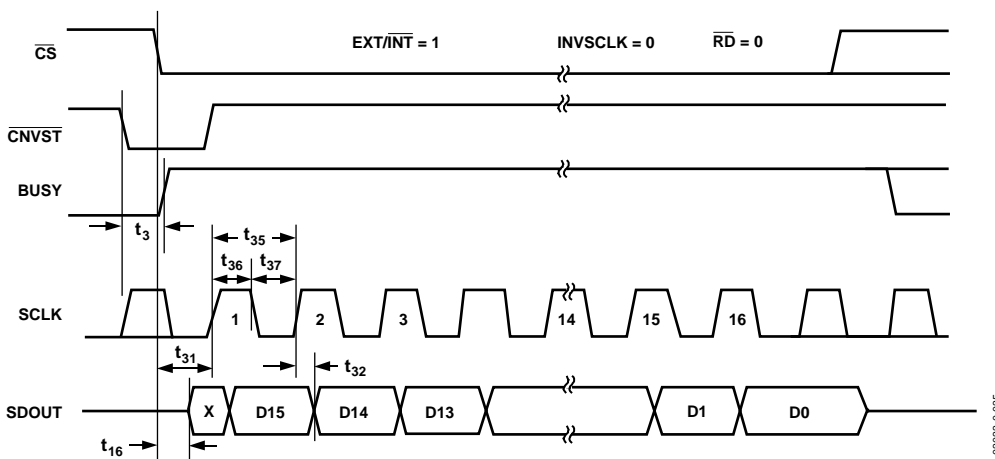 CS EXT/INT = 1 INVSCLK = 0 RD = 0
CNVST
BUSY
t3
t35
t36 t37
SCLK 1 2 3 14 15 16
t31
t32
SDOUT X D15 D14 D13 D1 D0
t16